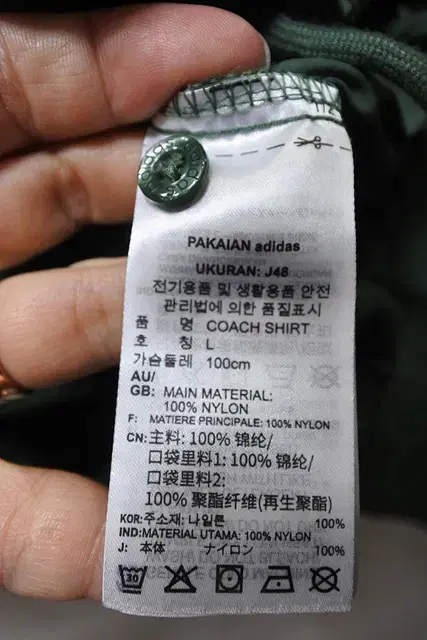 PAKAIAN adidas
UKURAN: J48
전기용품 및 생활용품 안전
관리법에 의한 품질표시
품 명 COACH SHIRT
호 칭 L
가슴둘레 100cm
AU/
GB: MAIN MATERIAL:
100% NYLON
F: MATIERE PRINCIPALE: 100% NYLON
CN: 主料: 100% 锦纶/
口袋里料1: 100% 锦纶/
口袋里料2:
100% 聚酯纤维(再生聚酯)
KOR: 주소재: 나일론 100%
IND: MATERIAL UTAMA: 100% NYLON
J: 本体 ナイロン 100%
30